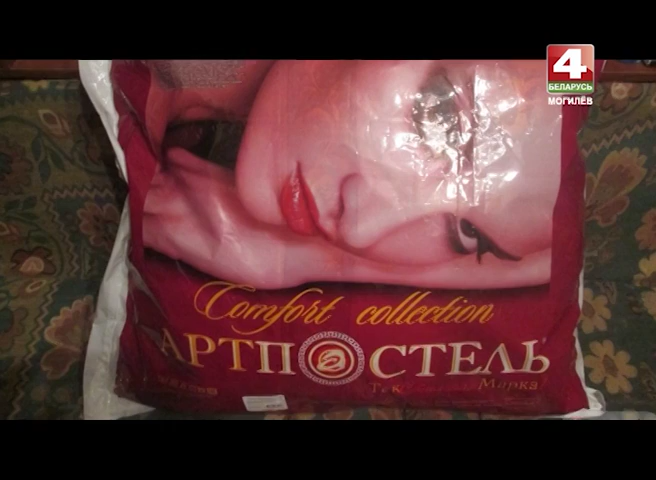 4
БЕЛАРУСЬ
МОГИЛЁВ
Comfort collection
АРТПОСТЕЛЬ
Марка